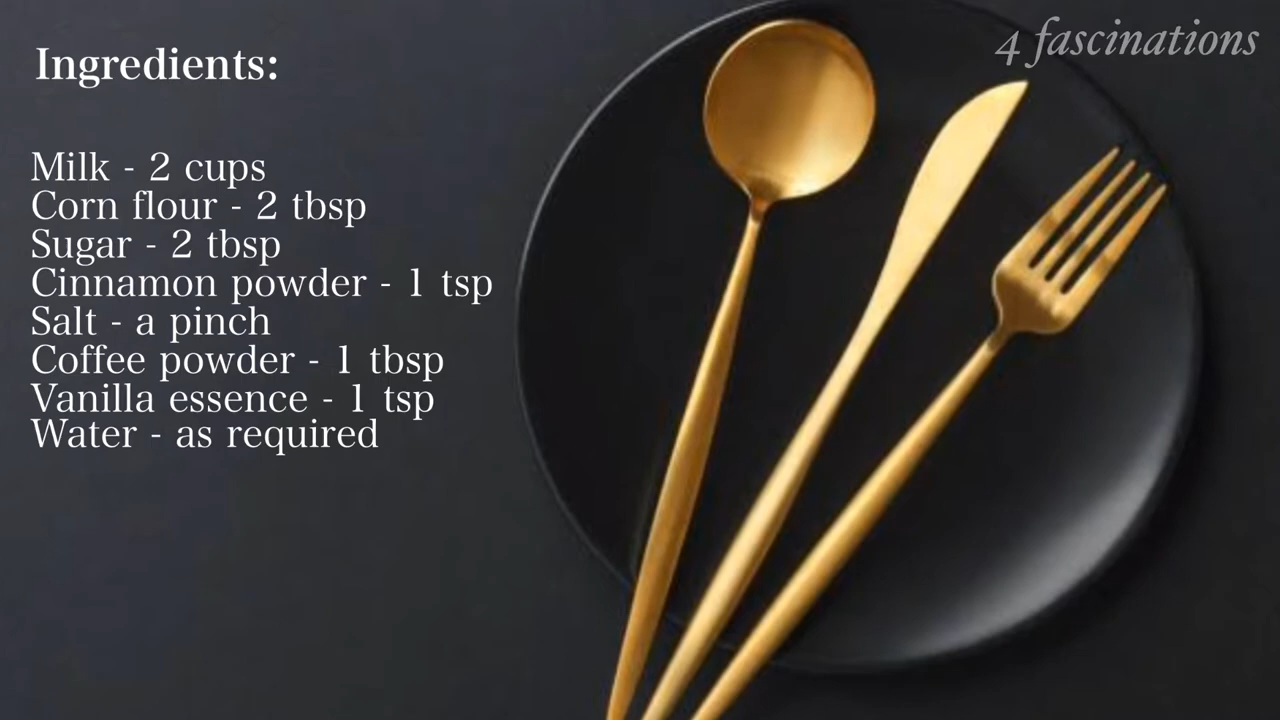 4 fascinations
Ingredients:
Milk - 2 cups
Corn flour - 2 tbsp
Sugar - 2 tbsp
Cinnamon powder - 1 tsp
Salt - a pinch
Coffee powder - 1 tbsp
Vanilla essence - 1 tsp
Water - as required